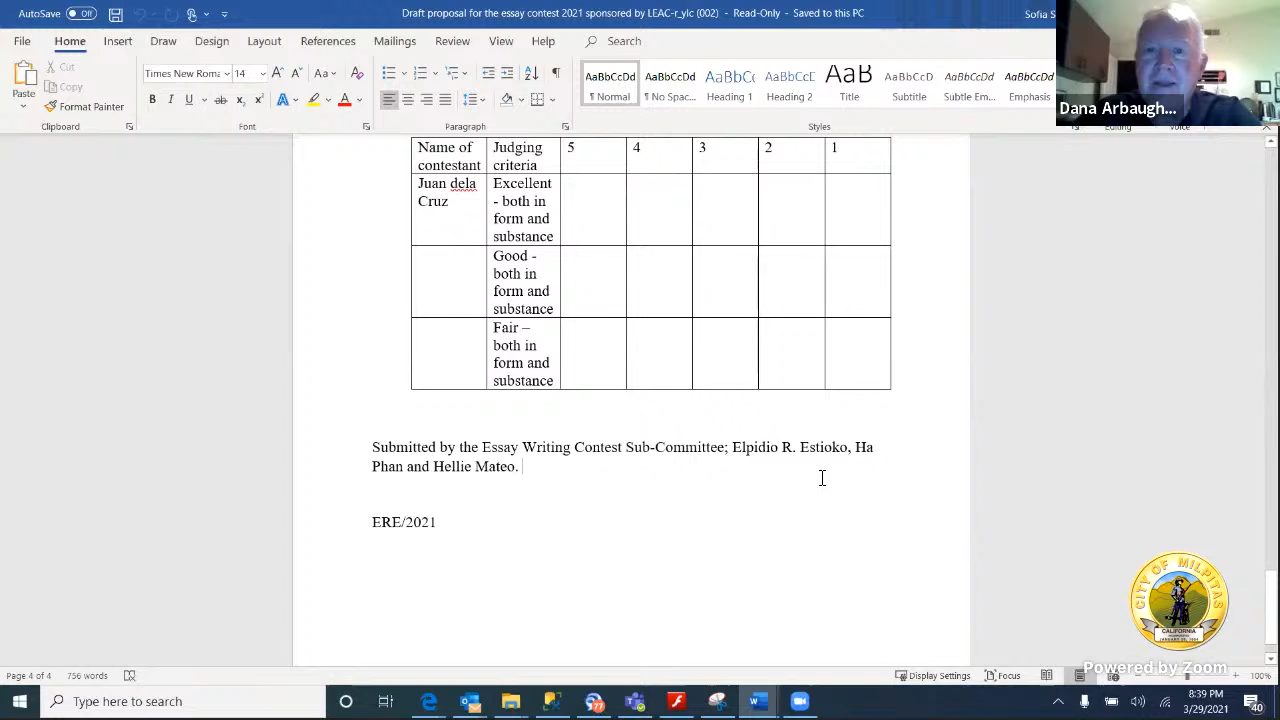 AutoSave Off Draft proposal for the Essay Contest 2021 sponsored by LEAC-r_ylc (002) - Read-Only - Saved to this PC Sofia
File Home Insert Draw Design Layout References Mailings Review View Help Search
Paste
Cut
Copy
Format Painter
Times New Roma 14
AaBbCcDd AaBbCcDd AaBbC AaBbCc AaB AaBbCcD AaBbCcDd AaBbCcDd
¶ Normal ¶ No Spac... Heading 1 Heading 2 Title Subtitle Subtle Em... Emphasis
Clipboard Font Paragraph Styles Editing Voice
Dana Arbaugh...
Name of
contestant
Judging
criteria
5 4 3 2 1
Juan dela
Cruz
Excellent
- both in
form and
substance
Good -
both in
form and
substance
Fair –
both in
form and
substance
Submitted by the Essay Writing Contest Sub-Committee; Elpidio R. Estioko, Ha
Phan and Hellie Mateo.
ERE/2021
CITY OF MILPITAS
CALIFORNIA
Powered by Zoom
Page 4 of 4 756 words Display Settings Focus 100%
Type here to search
77
8:39 PM
3/29/2021
40